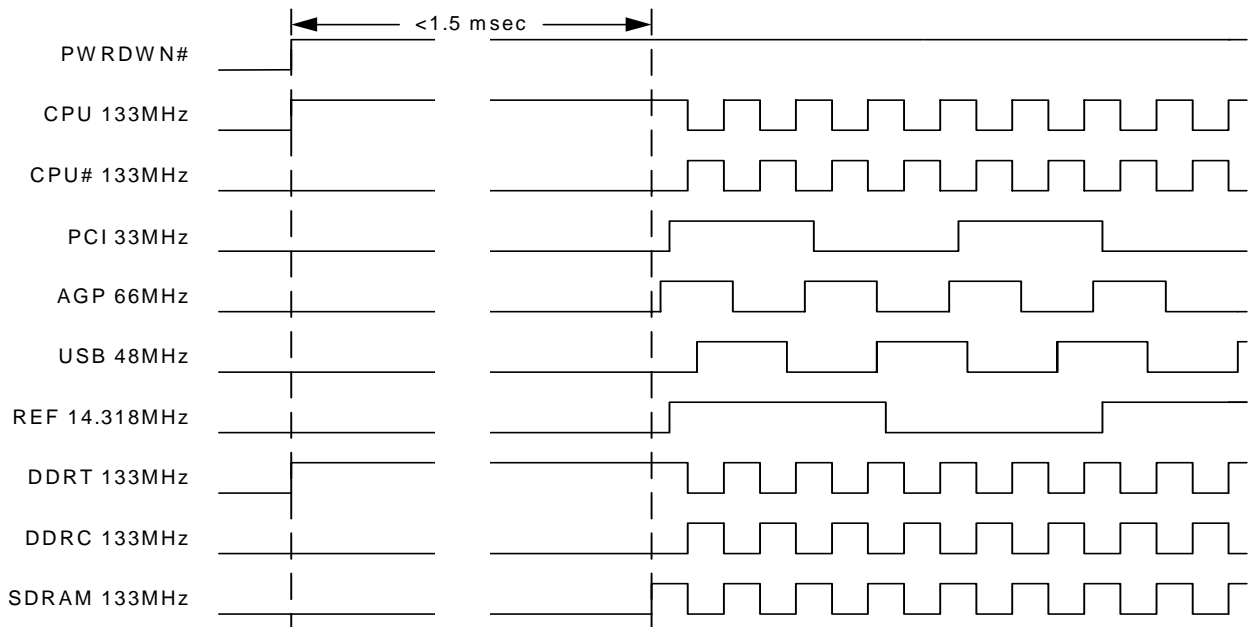 <1.5 msec
PWRDWN#
CPU 133MHz
CPU# 133MHz
PCI 33MHz
AGP 66MHz
USB 48MHz
REF 14.318MHz
DDRT 133MHz
DDRC 133MHz
SDRAM 133MHz